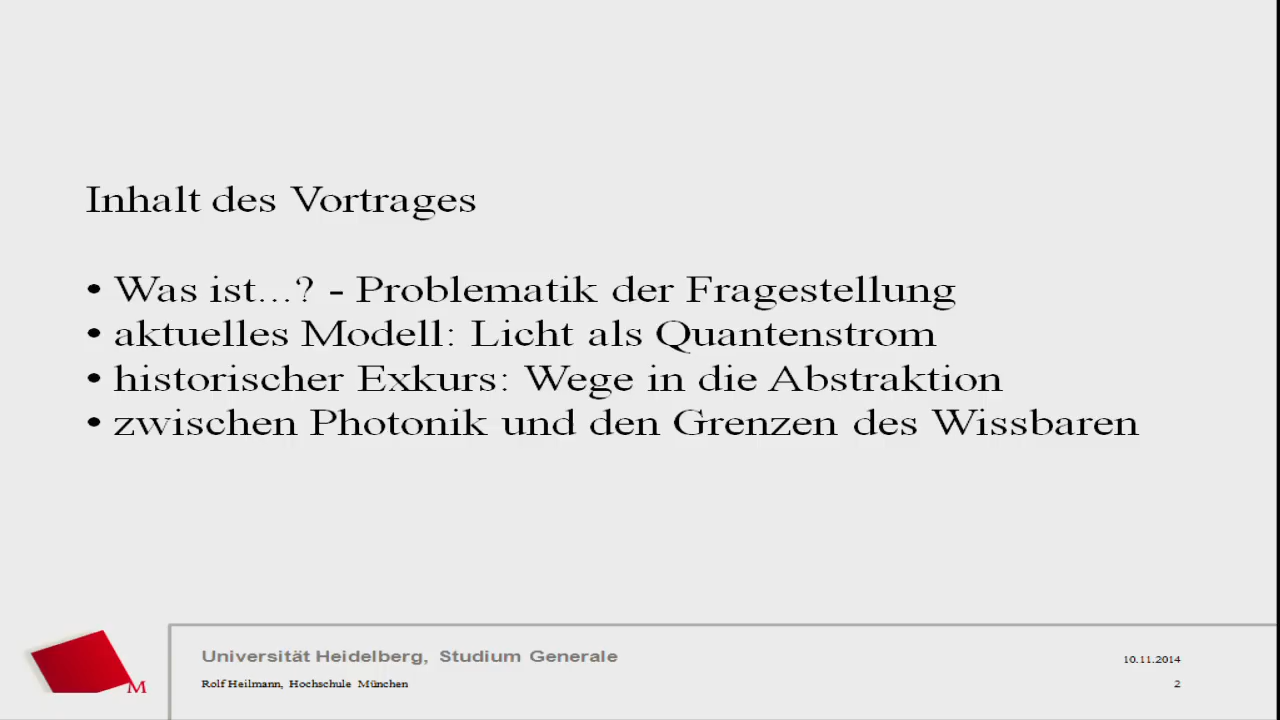 Inhalt des Vortrages
• Was ist...? - Problematik der Fragestellung
• aktuelles Modell: Licht als Quantenstrom
• historischer Exkurs: Wege in die Abstraktion
• zwischen Photonik und den Grenzen des Wissbaren
M
Universität Heidelberg, Studium Generale
10.11.2014
Rolf Heilmann, Hochschule München
2